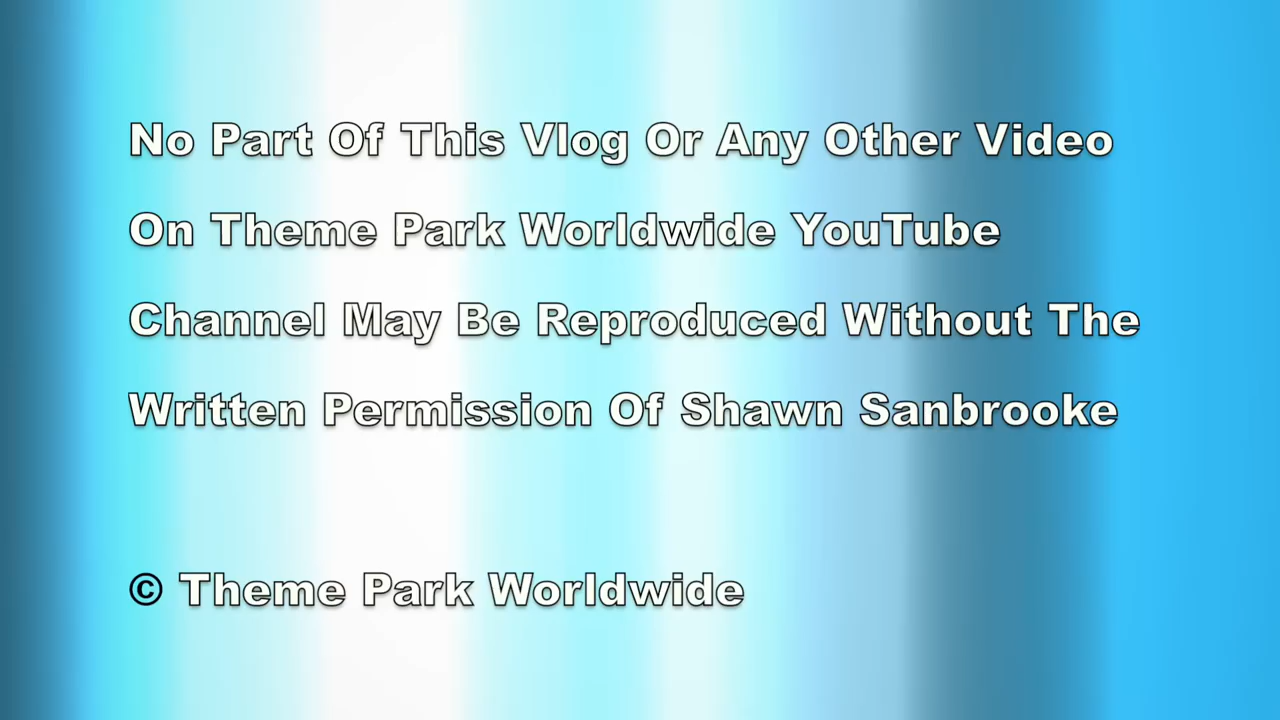 No Part Of This Vlog Or Any Other Video
On Theme Park Worldwide YouTube
Channel May Be Reproduced Without The
Written Permission Of Shawn Sanbrooke
© Theme Park Worldwide